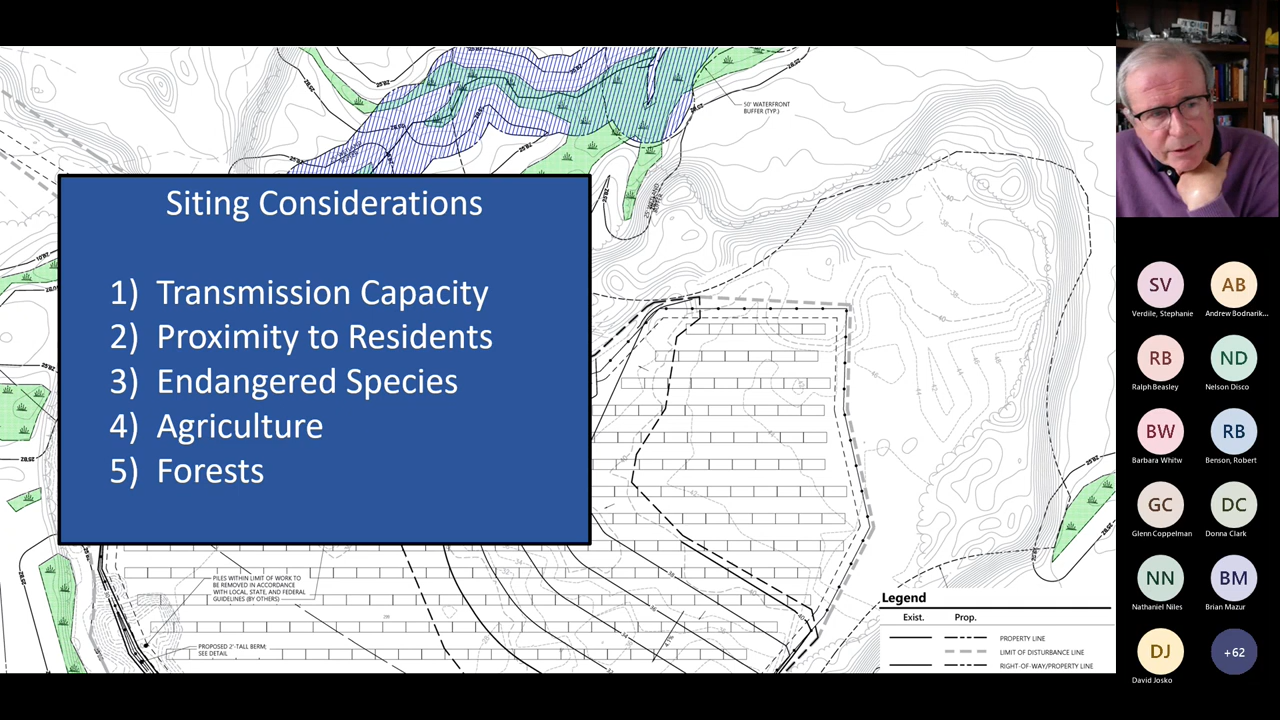 50' WATERFRONT
BUFFER (TYP.)
Siting Considerations
1) Transmission Capacity
2) Proximity to Residents
3) Endangered Species
4) Agriculture
5) Forests
PILES WITHIN LIMIT OF WORK TO
BE REMOVED IN ACCORDANCE
WITH LOCAL, STATE, AND FEDERAL
GUIDELINES (BY OTHERS)
PROPOSED 2'-TALL BERM;
SEE DETAIL
Legend
Exist. Prop.
PROPERTY LINE
LIMIT OF DISTURBANCE LINE
RIGHT-OF-WAY/PROPERTY LINE
SV AB
Verdile, Stephanie Andrew Bodnarik...
RB ND
Ralph Beasley Nelson Disco
BW RB
Barbara Whitw Benson, Robert
GC DC
Glenn Coppelman Donna Clark
NN BM
Nathaniel Niles Brian Mazur
DJ +62
David Josko